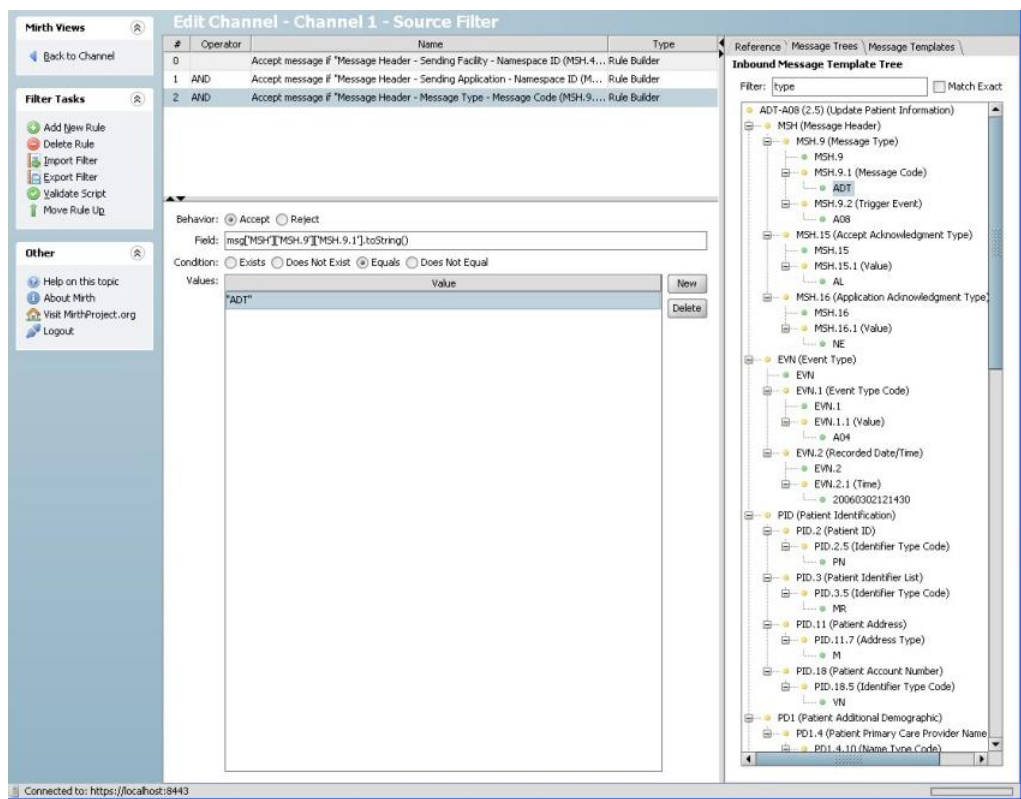 Edit Channel - Channel 1 - Source Filter
Mirth Views
Back to Channel
Filter Tasks
Add New Rule
Delete Rule
Import Filter
Export Filter
Validate Script
Move Rule Up
Other
Help on this topic
About Mirth
Visit MirthProject.org
Logout
# Operator Name Type
0 Accept message if "Message Header - Sending Facility - Namespace ID (MSH.4... Rule Builder
1 AND Accept message if "Message Header - Sending Application - Namespace ID (M... Rule Builder
2 AND Accept message if "Message Header - Message Type - Message Code (MSH.9.... Rule Builder
Behavior: Accept Reject
Field: msg['MSH']['MSH.9']['MSH.9.1'].toString()
Condition: Exists Does Not Exist Equals Does Not Equal
Values: Value
"ADT"
New
Delete
Reference Message Trees Message Templates
Inbound Message Template Tree
Filter: type Match Exact
ADT-A08 (2.5) (Update Patient Information)
MSH (Message Header)
MSH.9 (Message Type)
MSH.9
MSH.9.1 (Message Code)
ADT
MSH.9.2 (Trigger Event)
A08
MSH.15 (Accept Acknowledgment Type)
MSH.15
MSH.15.1 (Value)
AL
MSH.16 (Application Acknowledgment Type)
MSH.16
MSH.16.1 (Value)
NE
EVN (Event Type)
EVN
EVN.1 (Event Type Code)
EVN.1
EVN.1.1 (Value)
A04
EVN.2 (Recorded Date/Time)
EVN.2
EVN.2.1 (Time)
20060302121430
PID (Patient Identification)
PID.2 (Patient ID)
PID.2.5 (Identifier Type Code)
PN
PID.3 (Patient Identifier List)
PID.3.5 (Identifier Type Code)
MR
PID.11 (Patient Address)
PID.11.7 (Address Type)
M
PID.18 (Patient Account Number)
PID.18.5 (Identifier Type Code)
VN
PD1 (Patient Additional Demographic)
PD1.4 (Patient Primary Care Provider Name
PD1.4.10 (Name Type Code)
Connected to: https://localhost:8443